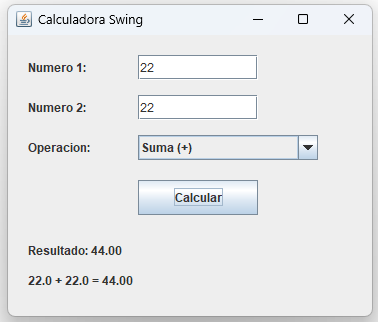 Calculadora Swing
Numero 1: 22
Numero 2: 22
Operacion: Suma (+)
Calcular
Resultado: 44.00
22.0 + 22.0 = 44.00